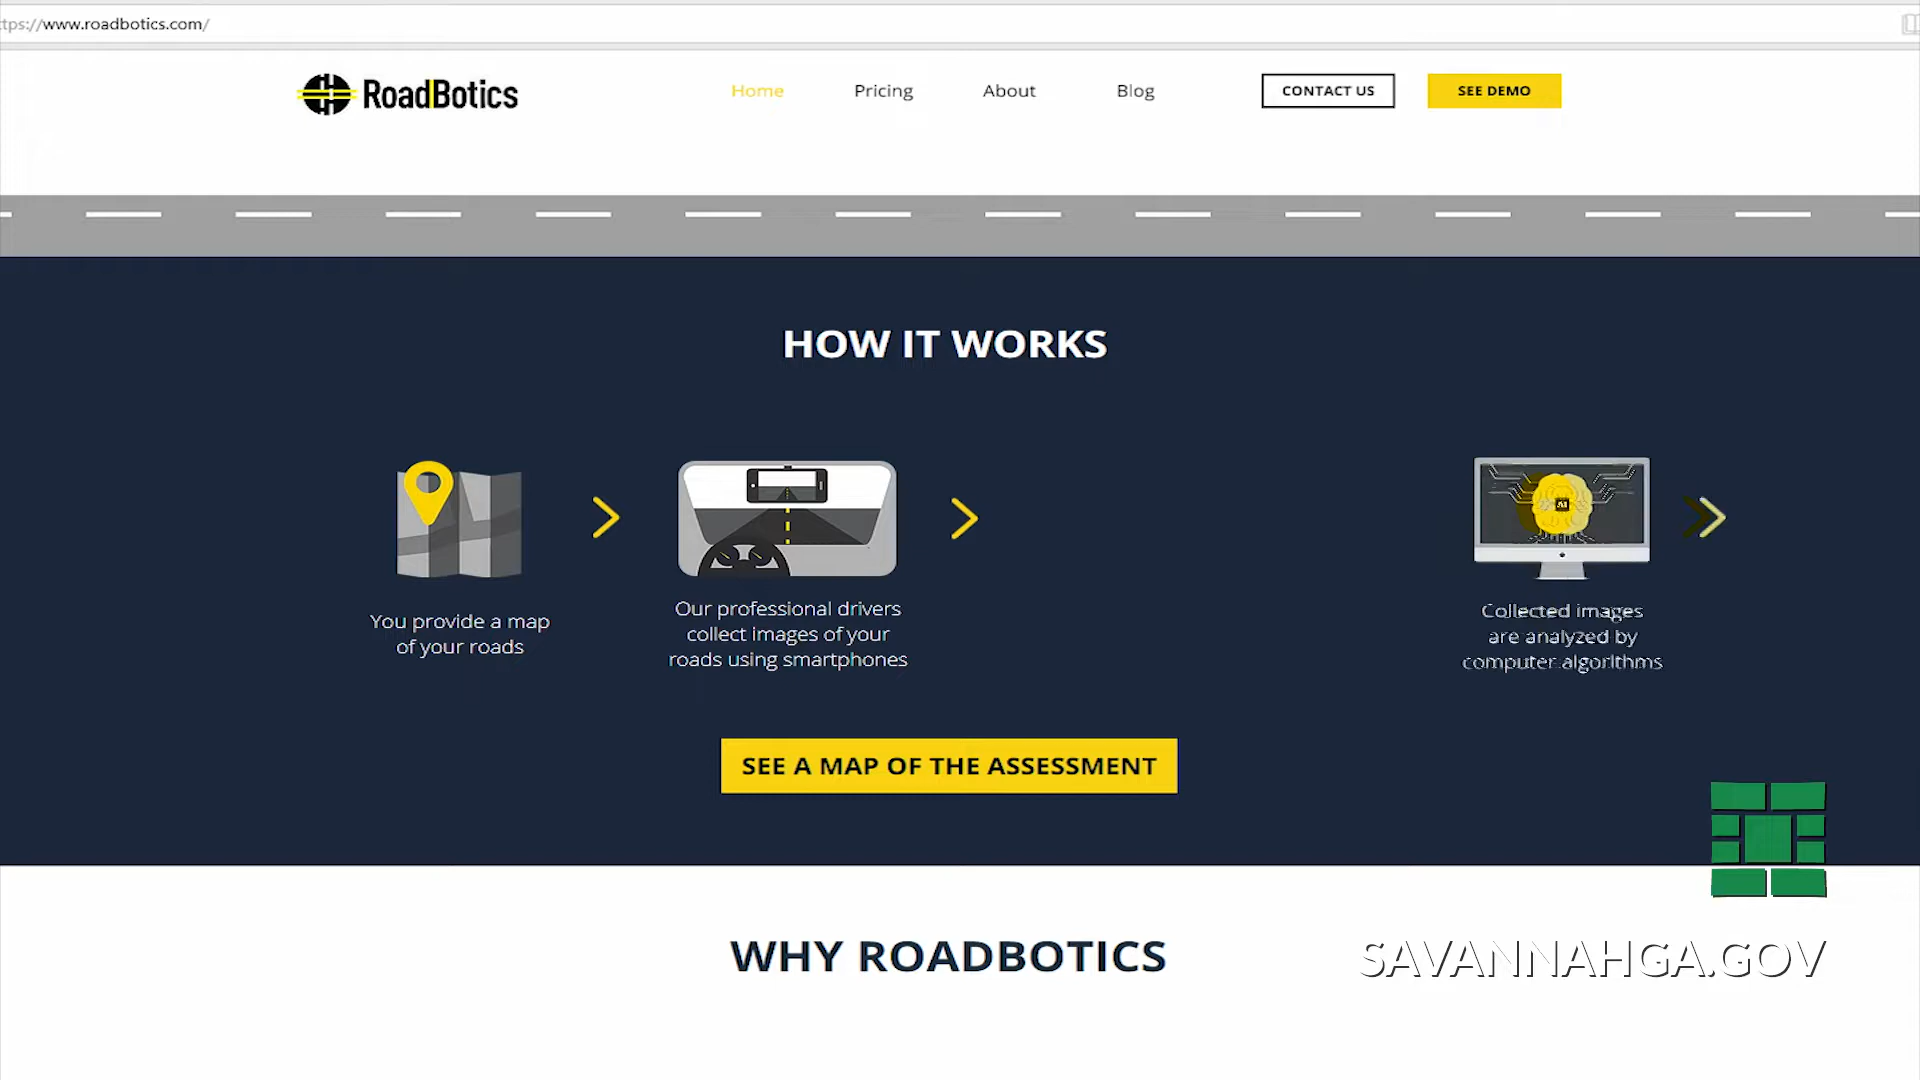 https://www.roadbotics.com/
RoadBotics
Home
Pricing
About
Blog
CONTACT US
SEE DEMO
HOW IT WORKS
You provide a map
of your roads
Our professional drivers
collect images of your
roads using smartphones
AI
Collected images
are analyzed by
computer algorithms
SEE A MAP OF THE ASSESSMENT
WHY ROADBOTICS
SAVANNAHGA.GOV